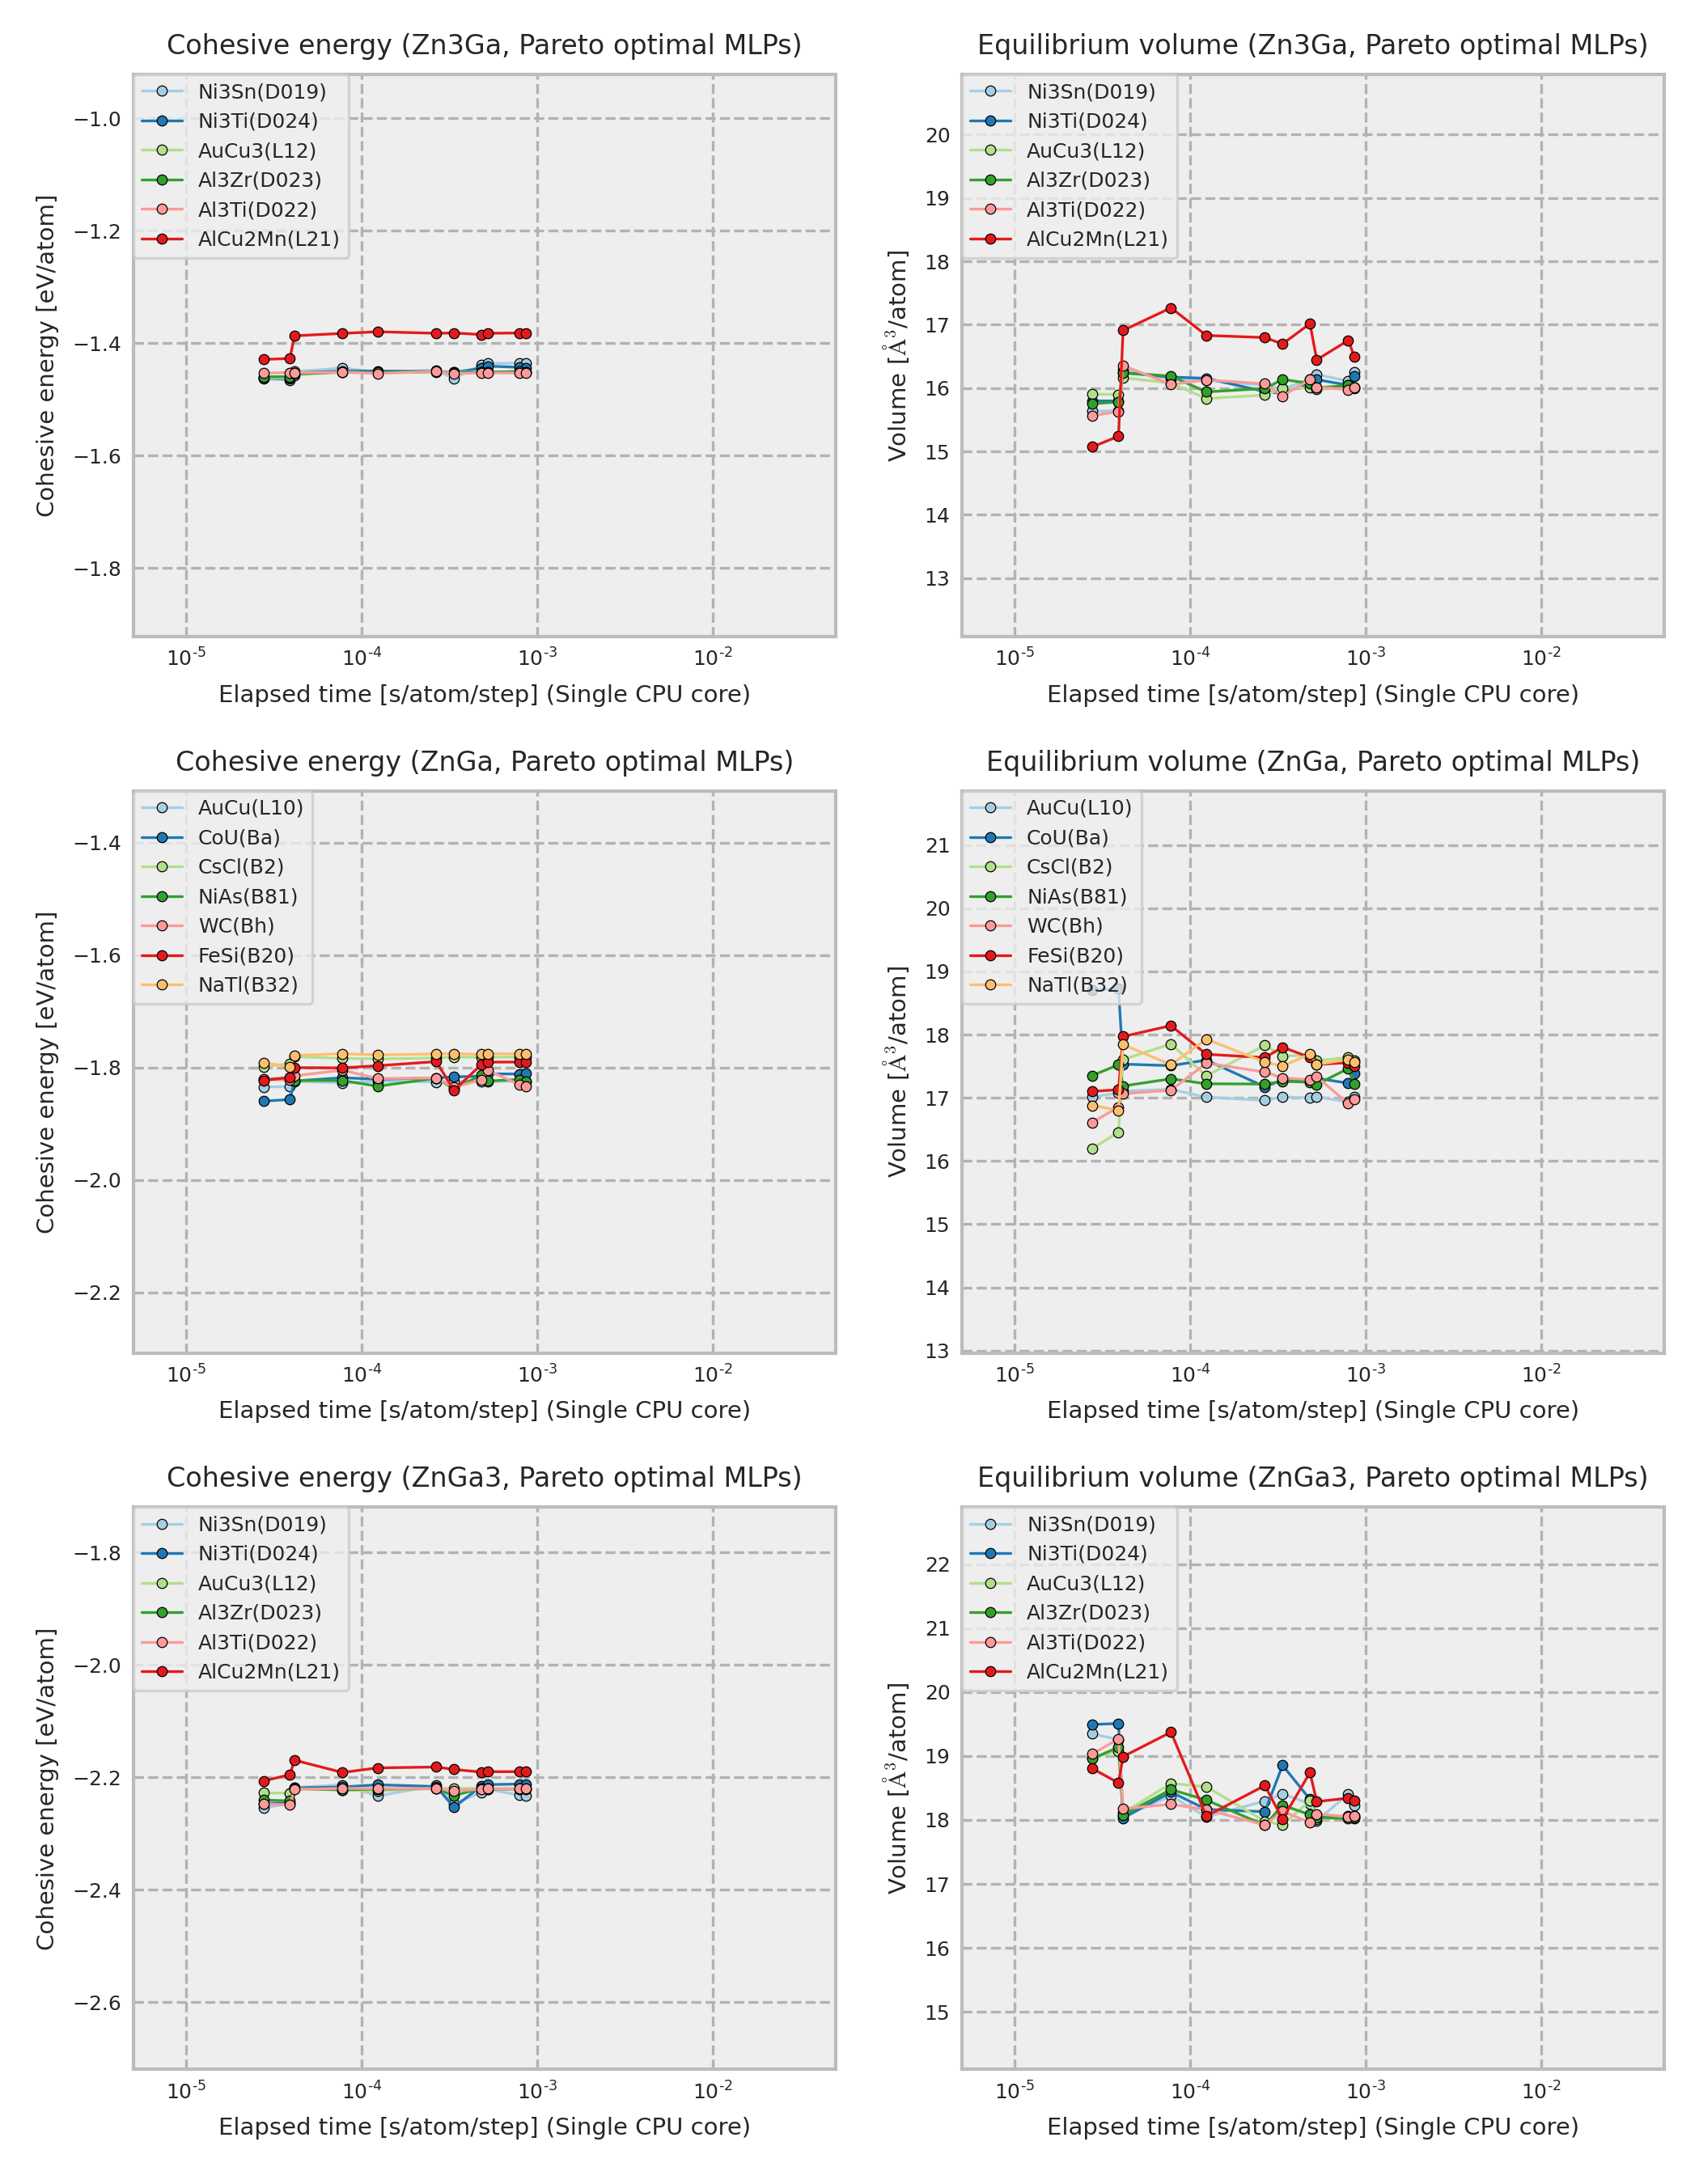 Cohesive energy (Zn3Ga, Pareto optimal MLPs)
Ni3Sn(D019)
Ni3Ti(D024)
AuCu3(L12)
Al3Zr(D023)
Al3Ti(D022)
AlCu2Mn(L21)
−1.0
−1.2
−1.4
−1.6
−1.8
Cohesive energy [eV/atom]
10⁻⁵ 10⁻⁴ 10⁻³ 10⁻²
Elapsed time [s/atom/step] (Single CPU core)
Equilibrium volume (Zn3Ga, Pareto optimal MLPs)
Ni3Sn(D019)
Ni3Ti(D024)
AuCu3(L12)
Al3Zr(D023)
Al3Ti(D022)
AlCu2Mn(L21)
20
19
18
17
16
15
14
13
Volume [Å³/atom]
10⁻⁵ 10⁻⁴ 10⁻³ 10⁻²
Elapsed time [s/atom/step] (Single CPU core)
Cohesive energy (ZnGa, Pareto optimal MLPs)
AuCu(L10)
CoU(Ba)
CsCl(B2)
NiAs(B81)
WC(Bh)
FeSi(B20)
NaTl(B32)
−1.4
−1.6
−1.8
−2.0
−2.2
Cohesive energy [eV/atom]
10⁻⁵ 10⁻⁴ 10⁻³ 10⁻²
Elapsed time [s/atom/step] (Single CPU core)
Equilibrium volume (ZnGa, Pareto optimal MLPs)
AuCu(L10)
CoU(Ba)
CsCl(B2)
NiAs(B81)
WC(Bh)
FeSi(B20)
NaTl(B32)
21
20
19
18
17
16
15
14
13
Volume [Å³/atom]
10⁻⁵ 10⁻⁴ 10⁻³ 10⁻²
Elapsed time [s/atom/step] (Single CPU core)
Cohesive energy (ZnGa3, Pareto optimal MLPs)
Ni3Sn(D019)
Ni3Ti(D024)
AuCu3(L12)
Al3Zr(D023)
Al3Ti(D022)
AlCu2Mn(L21)
−1.8
−2.0
−2.2
−2.4
−2.6
Cohesive energy [eV/atom]
10⁻⁵ 10⁻⁴ 10⁻³ 10⁻²
Elapsed time [s/atom/step] (Single CPU core)
Equilibrium volume (ZnGa3, Pareto optimal MLPs)
Ni3Sn(D019)
Ni3Ti(D024)
AuCu3(L12)
Al3Zr(D023)
Al3Ti(D022)
AlCu2Mn(L21)
22
21
20
19
18
17
16
15
Volume [Å³/atom]
10⁻⁵ 10⁻⁴ 10⁻³ 10⁻²
Elapsed time [s/atom/step] (Single CPU core)